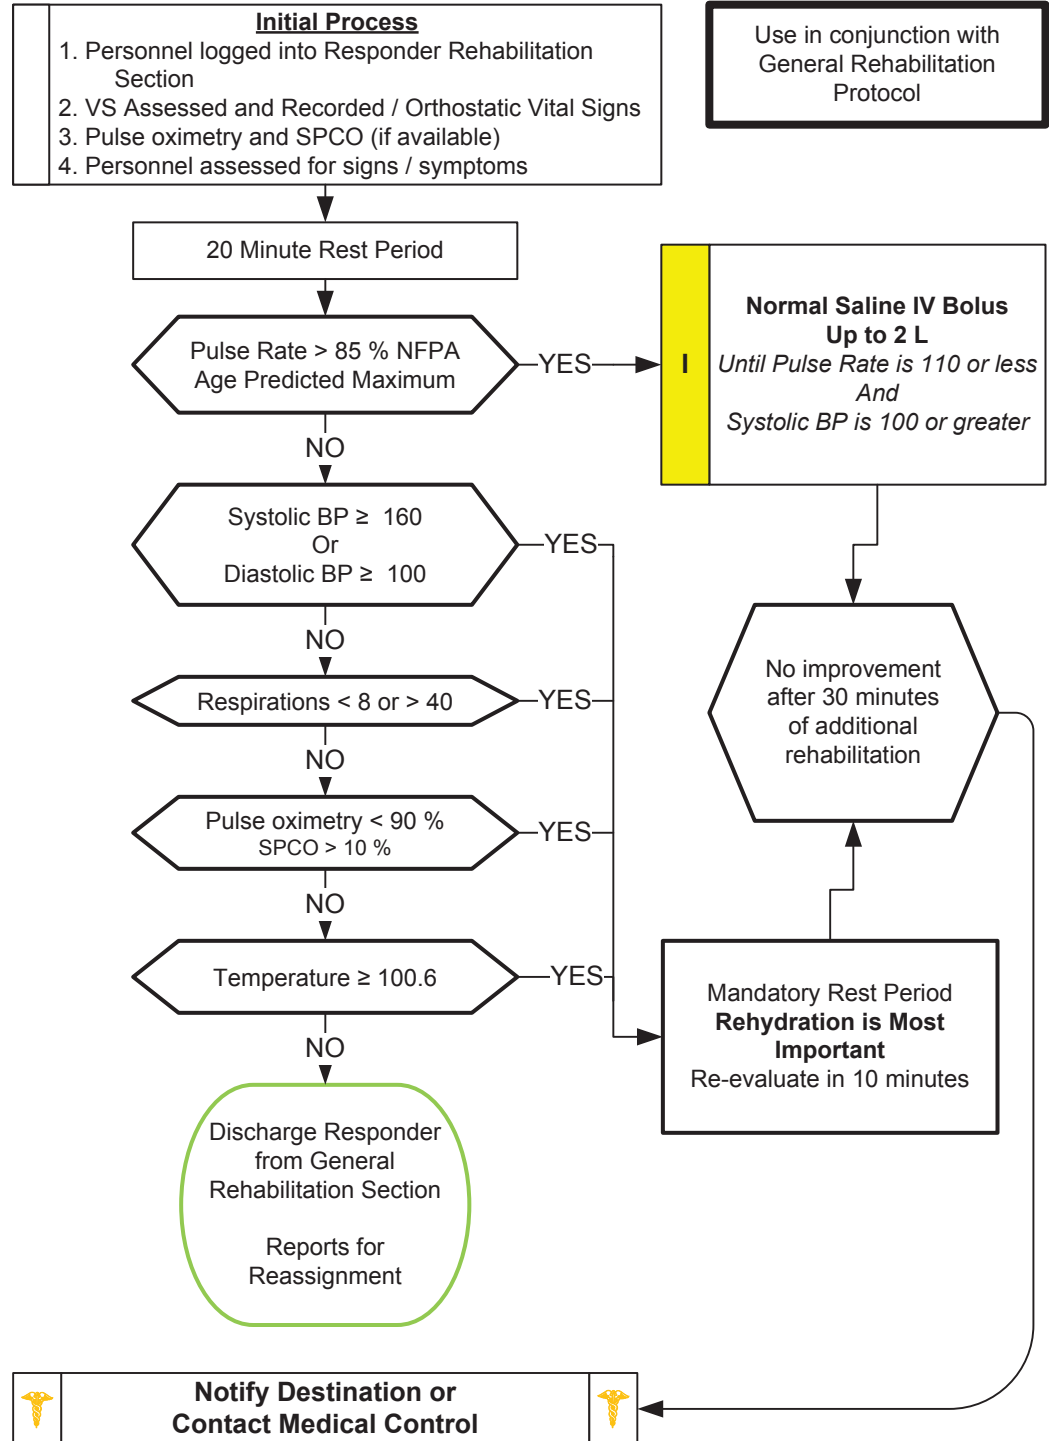 Initial Process
1. Personnel logged into Responder Rehabilitation
Section
2. VS Assessed and Recorded / Orthostatic Vital Signs
3. Pulse oximetry and SPCO (if available)
4. Personnel assessed for signs / symptoms
Use in conjunction with
General Rehabilitation
Protocol
20 Minute Rest Period
Pulse Rate > 85 % NFPA
Age Predicted Maximum
YES
I
Normal Saline IV Bolus
Up to 2 L
Until Pulse Rate is 110 or less
And
Systolic BP is 100 or greater
NO
Systolic BP ≥ 160
Or
Diastolic BP ≥ 100
YES
NO
Respirations < 8 or > 40
YES
No improvement
after 30 minutes
of additional
rehabilitation
NO
Pulse oximetry < 90 %
SPCO > 10 %
YES
NO
Temperature ≥ 100.6
YES
Mandatory Rest Period
Rehydration is Most
Important
Re-evaluate in 10 minutes
NO
Discharge Responder
from General
Rehabilitation Section
Reports for
Reassignment
Notify Destination or
Contact Medical Control